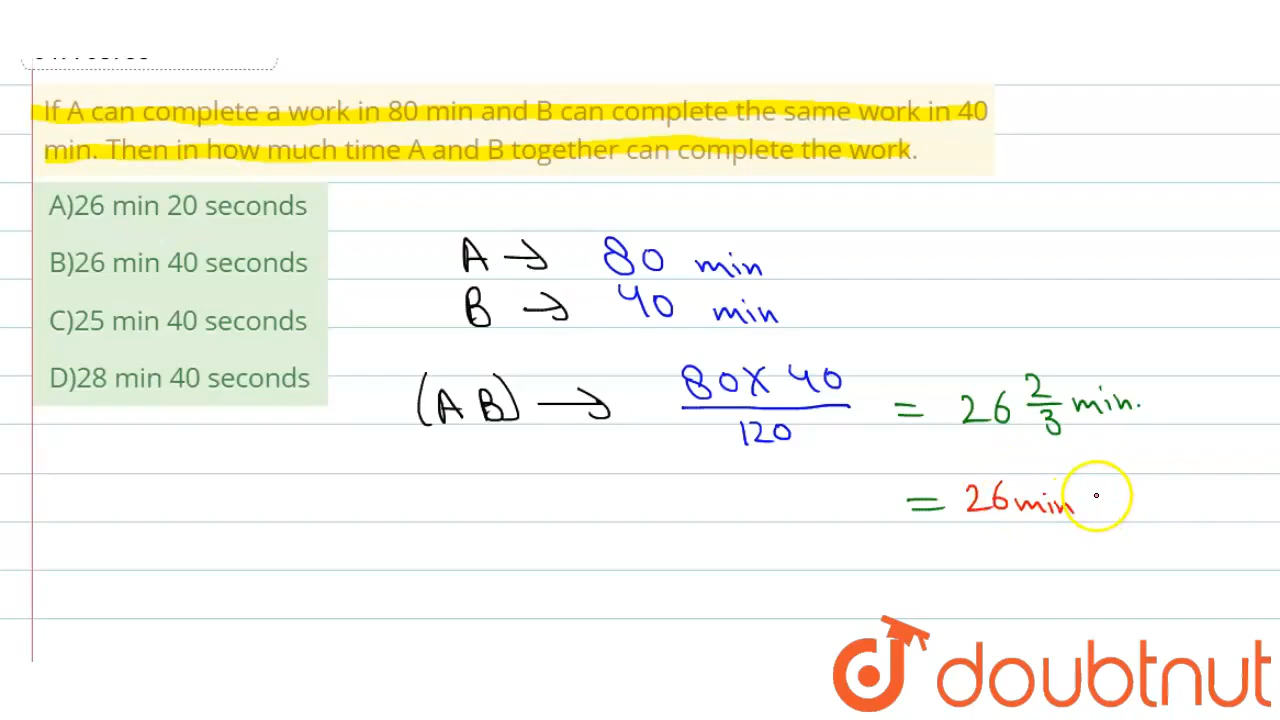 If A can complete a work in 80 min and B can complete the same work in 40
min. Then in how much time A and B together can complete the work.
A)26 min 20 seconds
B)26 min 40 seconds
C)25 min 40 seconds
D)28 min 40 seconds
A → 80 min
B → 40 min
(A B) → 80 X 40 / 120 = 26 2/3 min.
= 26 min
doubtnut